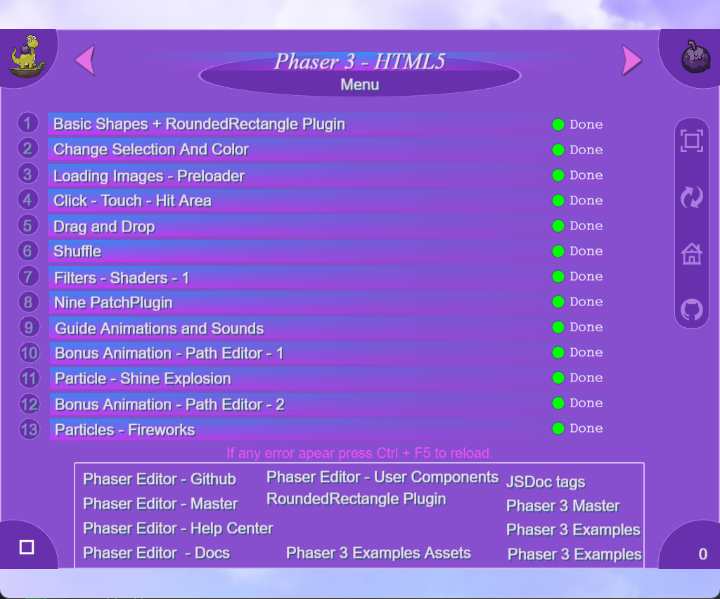 Phaser 3 - HTML5
Menu
1 Basic Shapes + RoundedRectangle Plugin Done
2 Change Selection And Color Done
3 Loading Images - Preloader Done
4 Click - Touch - Hit Area Done
5 Drag and Drop Done
6 Shuffle Done
7 Filters - Shaders - 1 Done
8 Nine PatchPlugin Done
9 Guide Animations and Sounds Done
10 Bonus Animation - Path Editor - 1 Done
11 Particle - Shine Explosion Done
12 Bonus Animation - Path Editor - 2 Done
13 Particles - Fireworks Done
If any error apear press Ctrl + F5 to reload.
Phaser Editor - Github Phaser Editor - User Components JSDoc tags
Phaser Editor - Master RoundedRectangle Plugin Phaser 3 Master
Phaser Editor - Help Center Phaser 3 Examples
Phaser Editor - Docs Phaser 3 Examples Assets Phaser 3 Examples
0